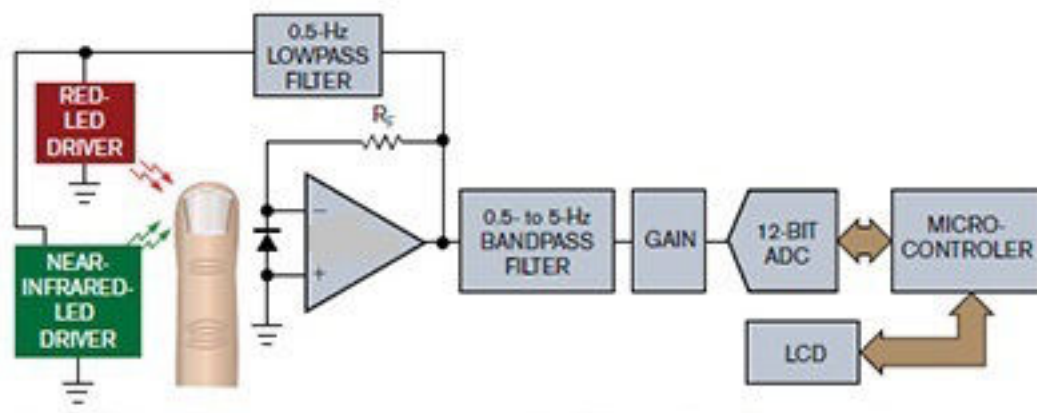 0.5-Hz
LOWPASS
FILTER
RED-
LED
DRIVER
RF
−
+
NEAR-
INFRARED-
LED
DRIVER
0.5- to 5-Hz
BANDPASS
FILTER
GAIN
12-BIT
ADC
MICRO-
CONTROLER
LCD